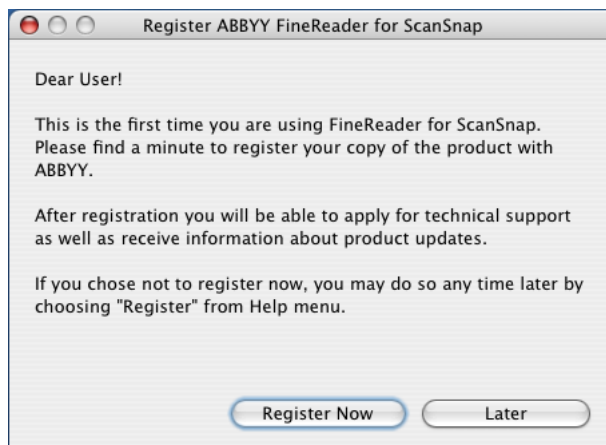 Register ABBYY FineReader for ScanSnap
Dear User!
This is the first time you are using FineReader for ScanSnap.
Please find a minute to register your copy of the product with
ABBYY.
After registration you will be able to apply for technical support
as well as receive information about product updates.
If you chose not to register now, you may do so any time later by
choosing "Register" from Help menu.
Register Now
Later